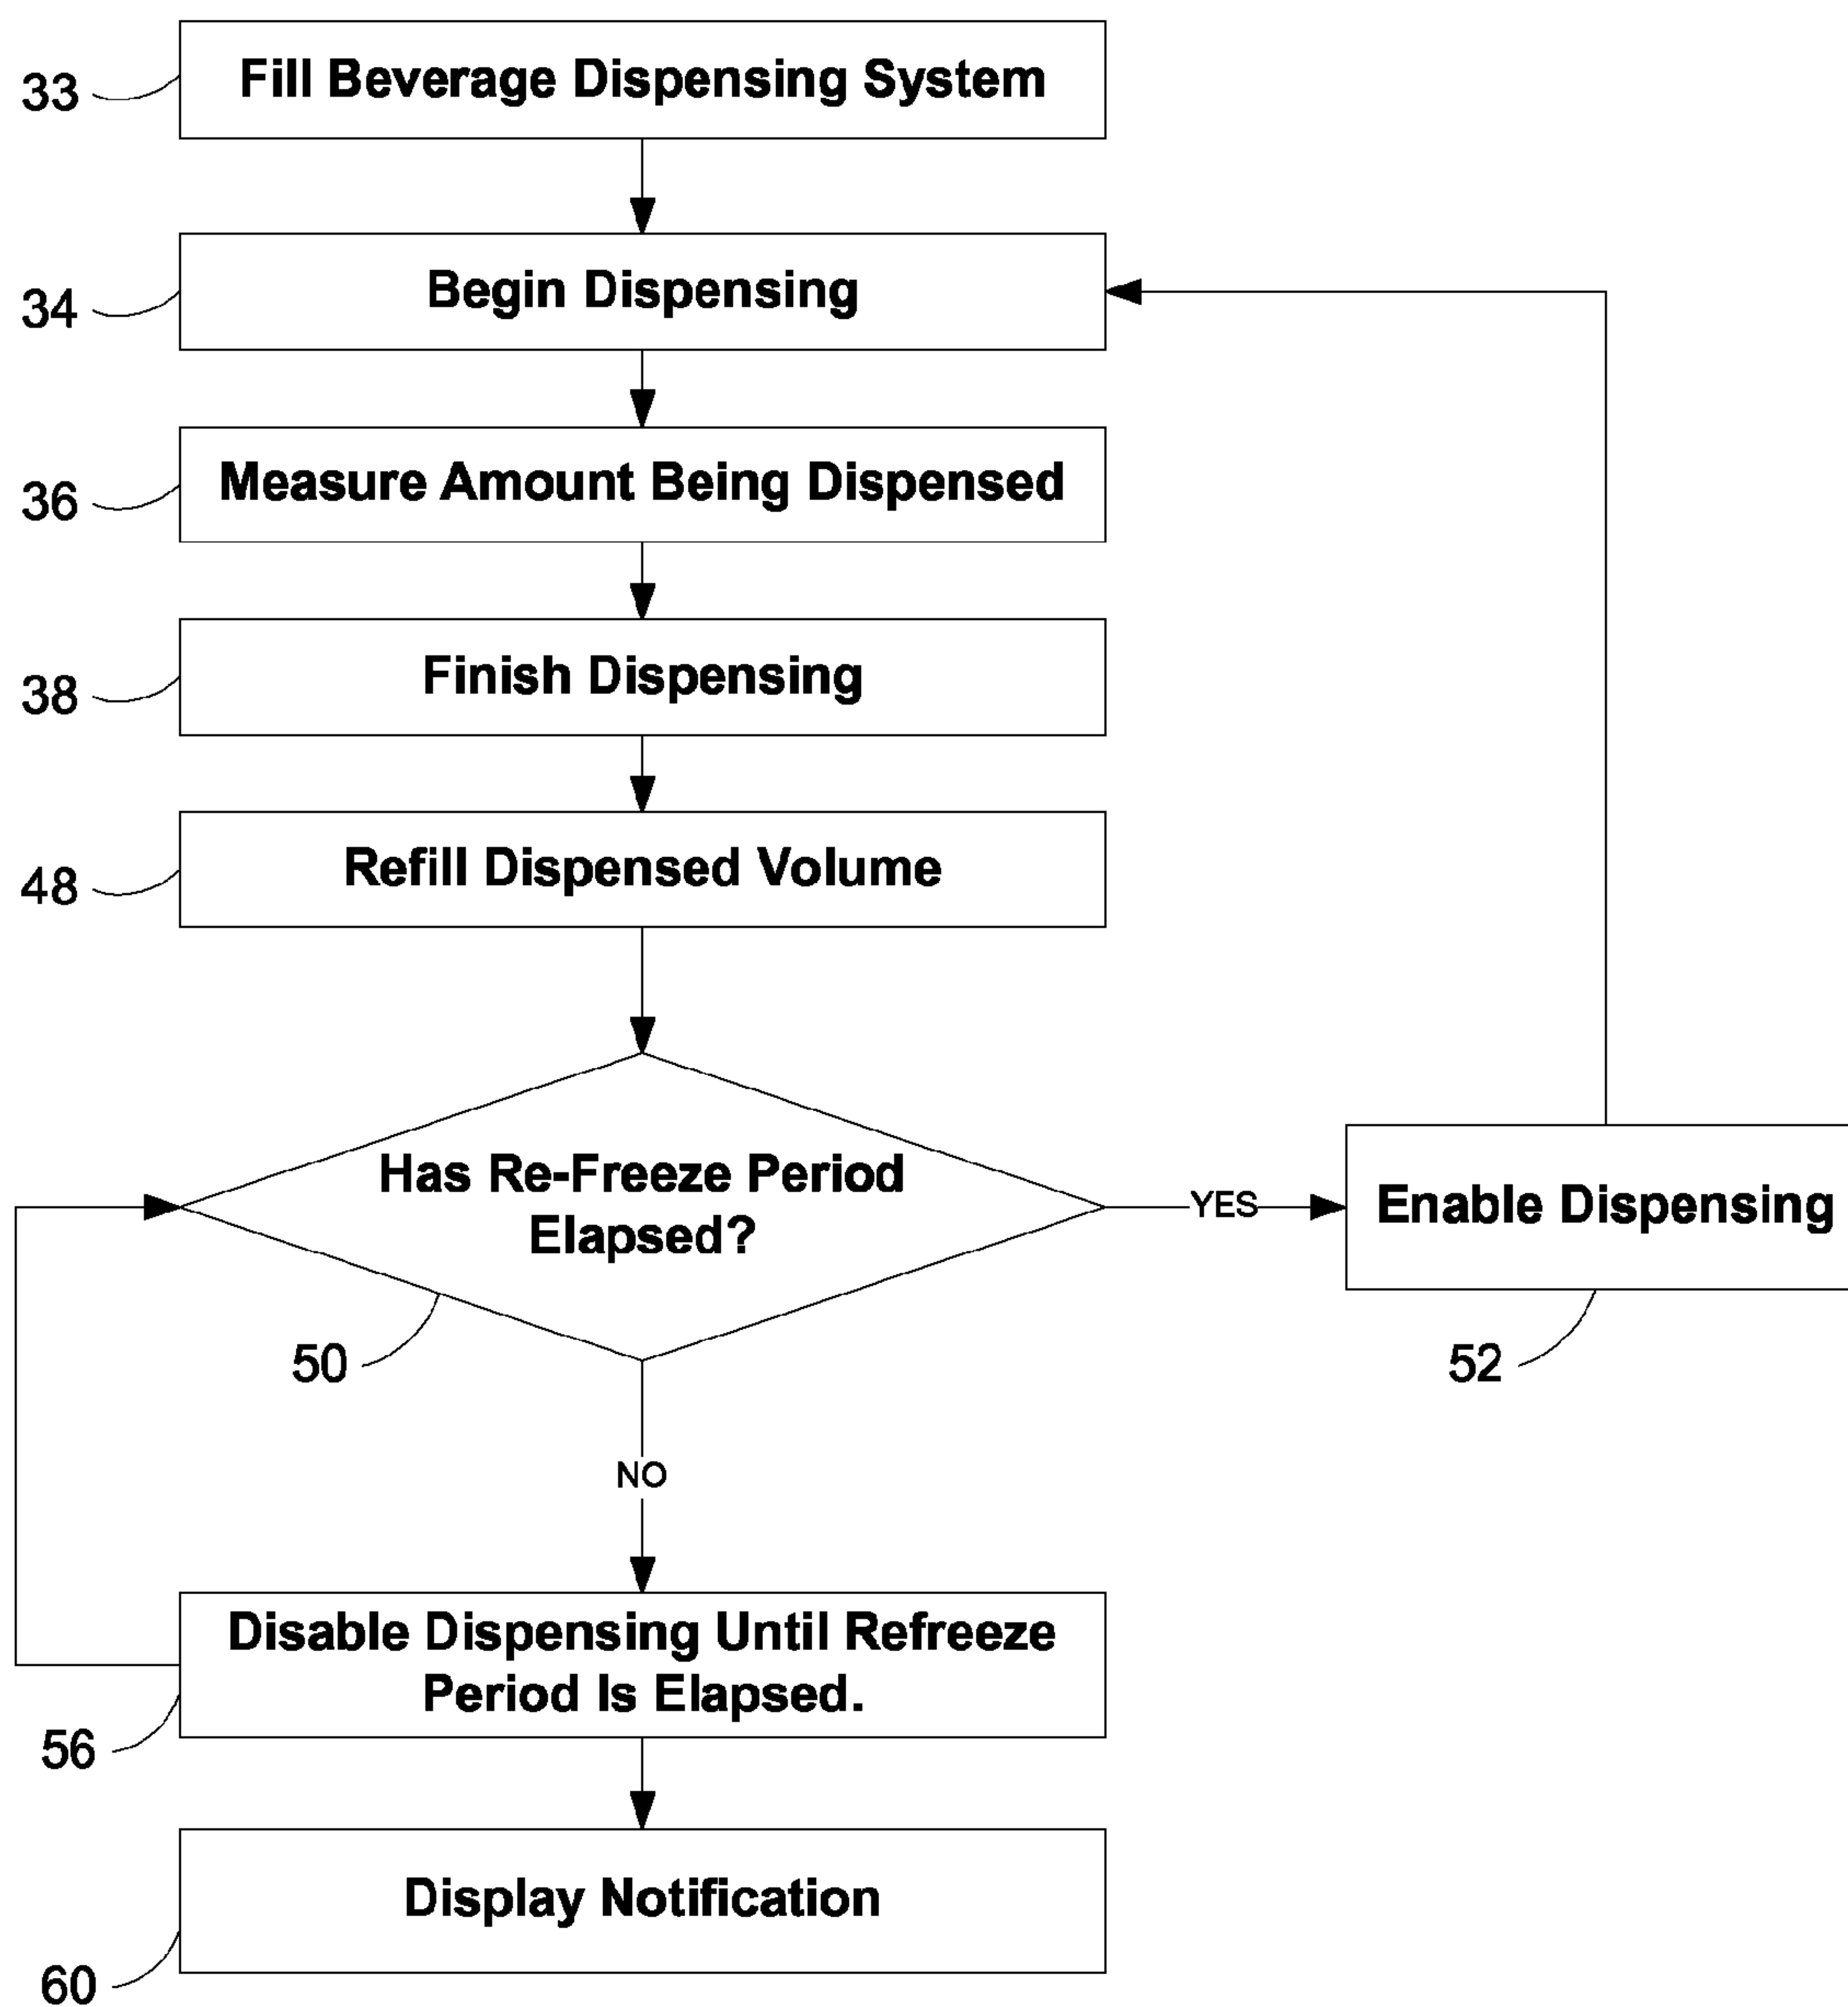 33
Fill Beverage Dispensing System
34
Begin Dispensing
36
Measure Amount Being Dispensed
38
Finish Dispensing
48
Refill Dispensed Volume
Has Re-Freeze Period
Elapsed?
YES
Enable Dispensing
50
52
NO
Disable Dispensing Until Refreeze
Period Is Elapsed.
56
Display Notification
60